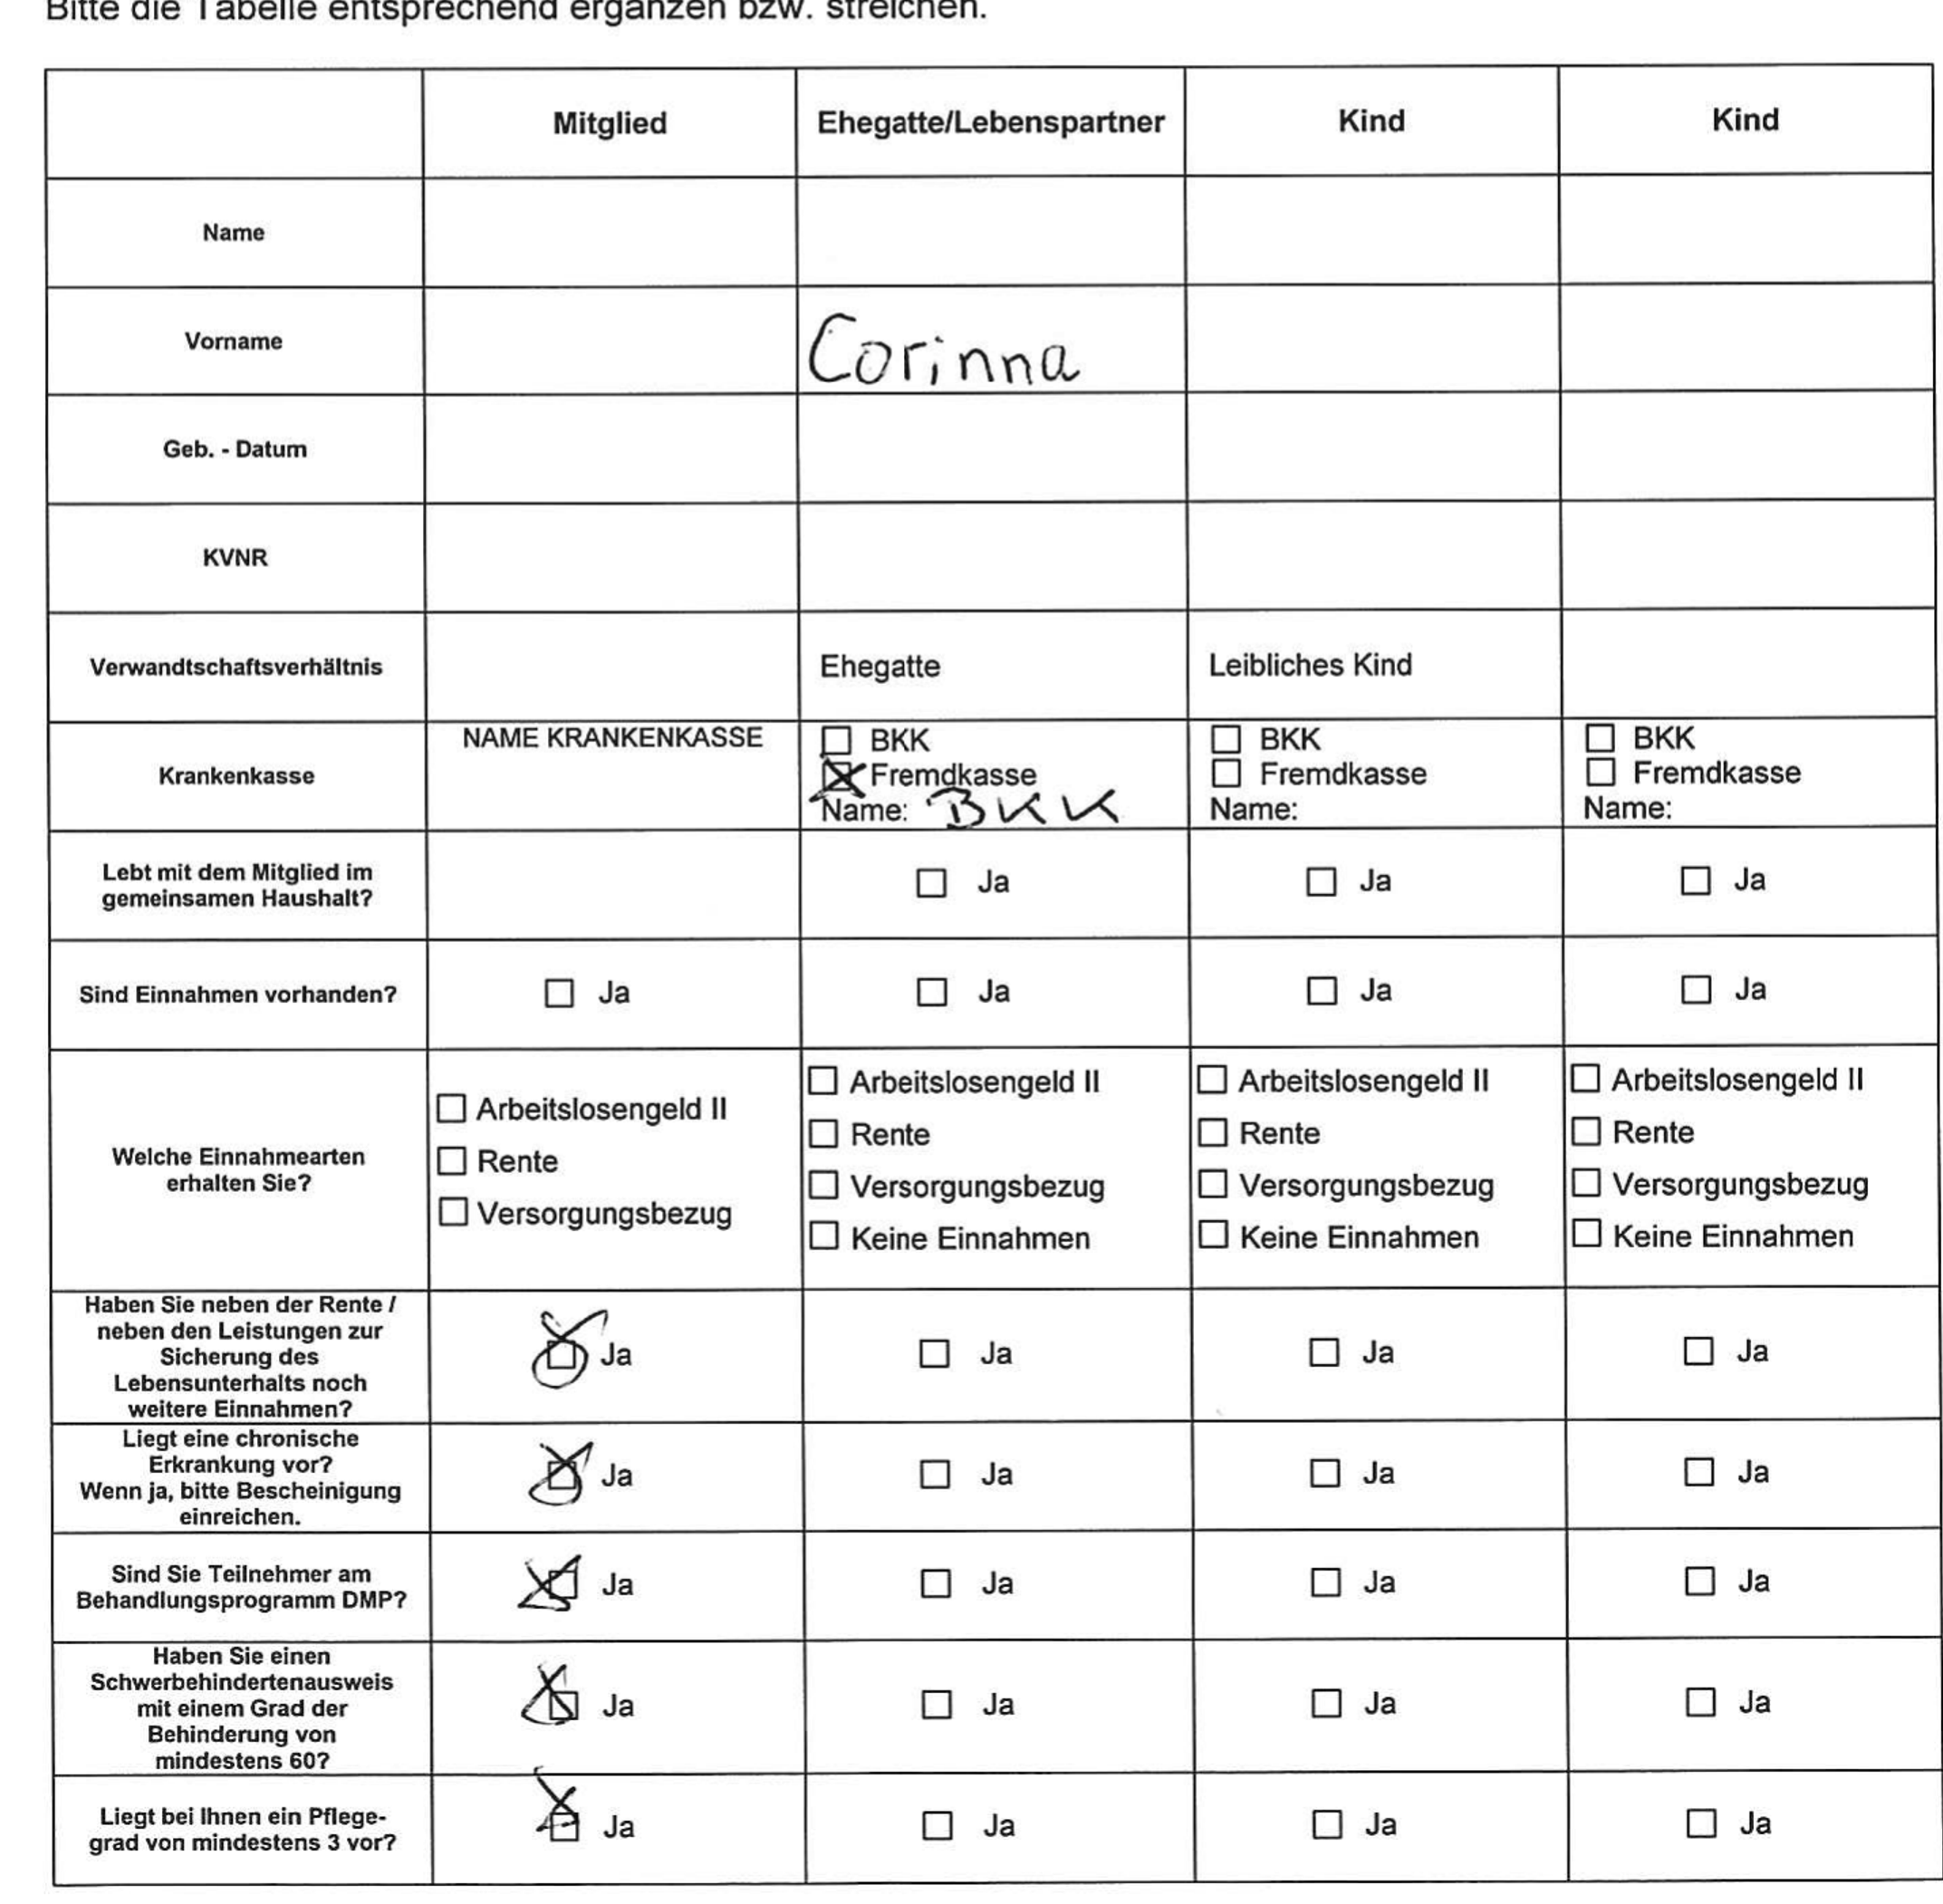 Bitte die Tabelle entsprechend ergänzen bzw. streichen.
Mitglied Ehegatte/Lebenspartner Kind Kind
Name
Vorname Corinna
Geb. - Datum
KVNR
Verwandtschaftsverhältnis Ehegatte Leibliches Kind
Krankenkasse
NAME KRANKENKASSE
BKK
Fremdkasse
Name: BKK
BKK
Fremdkasse
Name:
BKK
Fremdkasse
Name:
Lebt mit dem Mitglied im
gemeinsamen Haushalt?
Ja Ja Ja
Sind Einnahmen vorhanden? Ja Ja Ja Ja
Welche Einnahmearten
erhalten Sie?
Arbeitslosengeld II
Rente
Versorgungsbezug
Arbeitslosengeld II
Rente
Versorgungsbezug
Keine Einnahmen
Arbeitslosengeld II
Rente
Versorgungsbezug
Keine Einnahmen
Arbeitslosengeld II
Rente
Versorgungsbezug
Keine Einnahmen
Haben Sie neben der Rente /
neben den Leistungen zur
Sicherung des
Lebensunterhalts noch
weitere Einnahmen?
Ja Ja Ja Ja
Liegt eine chronische
Erkrankung vor?
Wenn ja, bitte Bescheinigung
einreichen.
Ja Ja Ja Ja
Sind Sie Teilnehmer am
Behandlungsprogramm DMP?
Ja Ja Ja Ja
Haben Sie einen
Schwerbehindertenausweis
mit einem Grad der
Behinderung von
mindestens 60?
Ja Ja Ja Ja
Liegt bei Ihnen ein Pflege-
grad von mindestens 3 vor?
Ja Ja Ja Ja